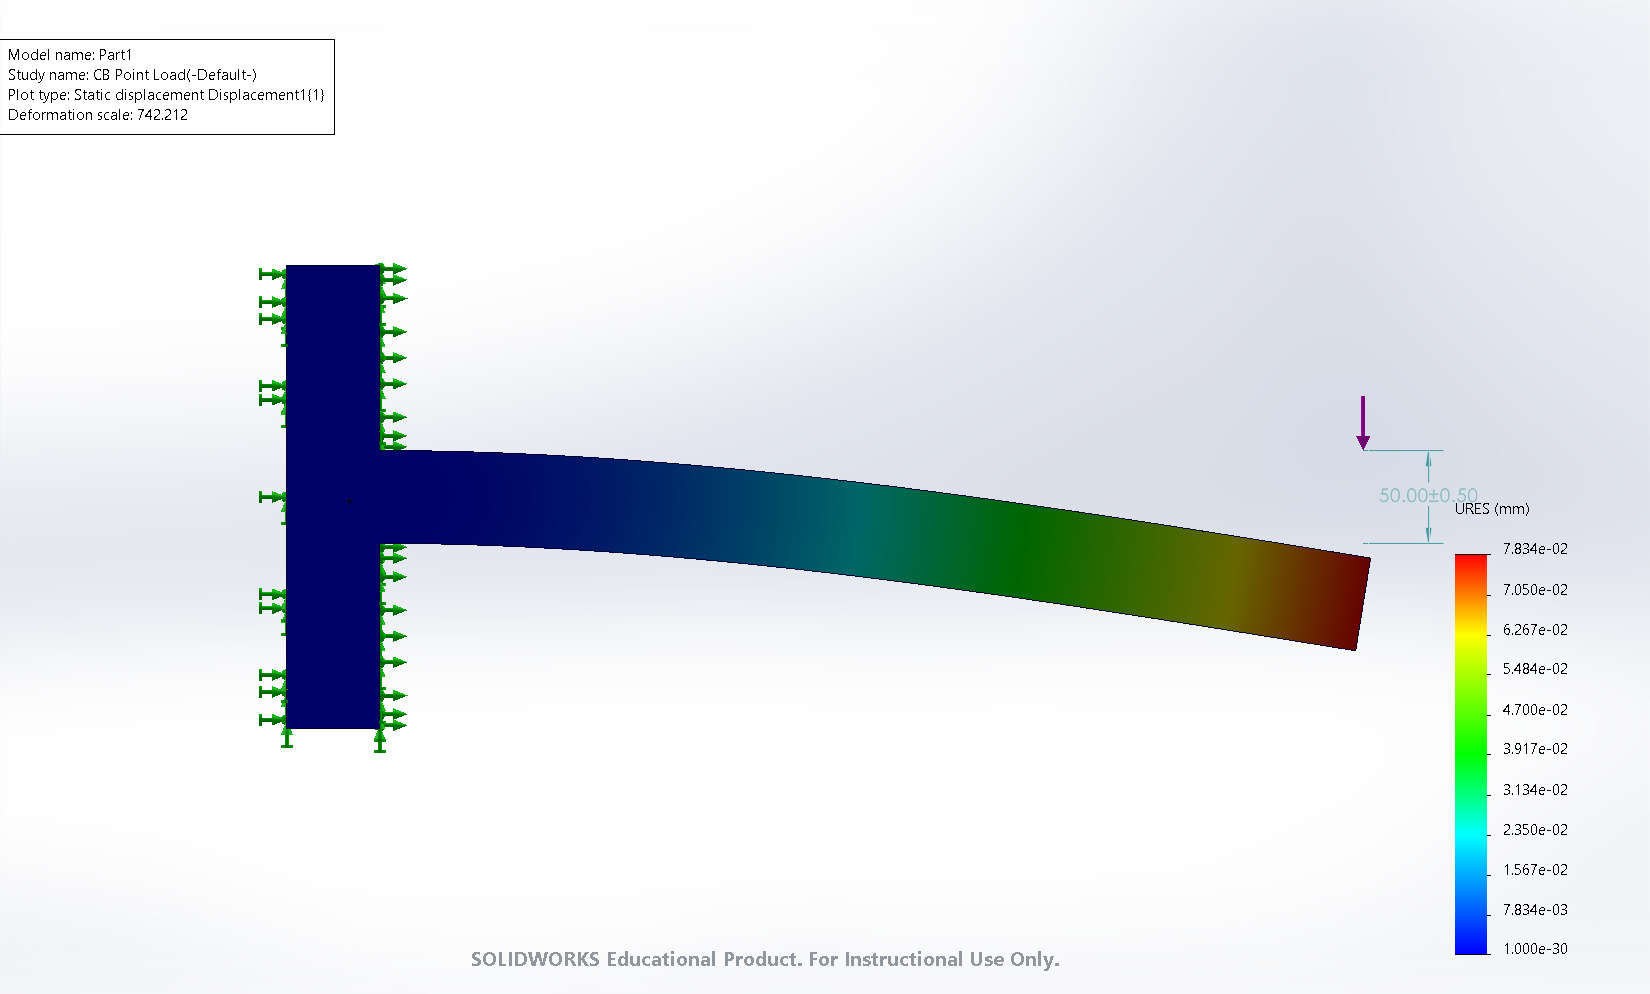 Model name: Part1
Study name: CB Point Load(-Default-)
Plot type: Static displacement Displacement1{1}
Deformation scale: 742.212
50.00±0.50
URES (mm)
7.834e-02
7.050e-02
6.267e-02
5.484e-02
4.700e-02
3.917e-02
3.134e-02
2.350e-02
1.567e-02
7.834e-03
1.000e-30
SOLIDWORKS Educational Product. For Instructional Use Only.